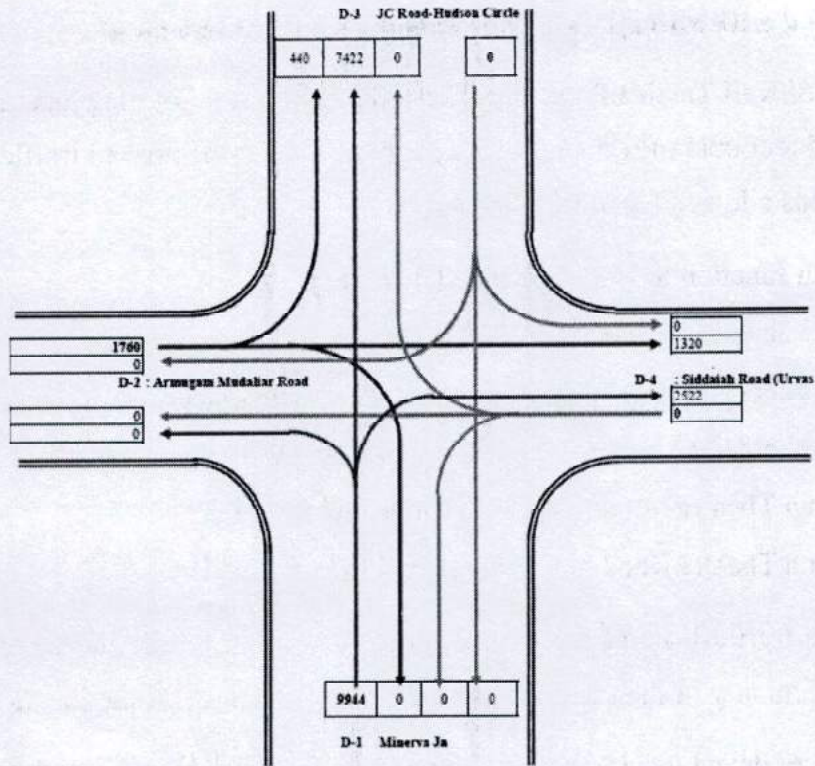 D-3 JC Road-Hudson Circle
440 7422 0 0
0
1760 1320
0
D-2 : Armugam Mudaliar Road D-4 : Siddaiah Road (Urvas
2522
0 0
0
9944 0 0 0
D-1 Minerva Jn